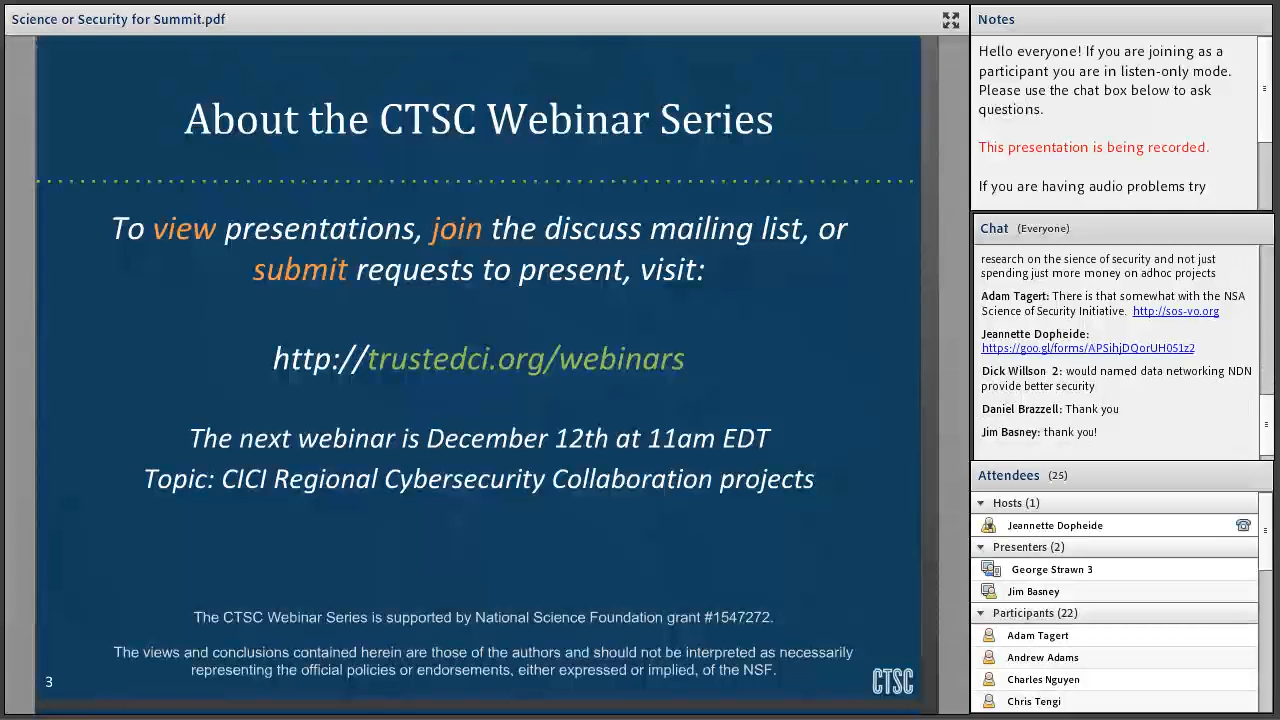 Science or Security for Summit.pdf
About the CTSC Webinar Series
To view presentations, join the discuss mailing list, or
submit requests to present, visit:
http://trustedci.org/webinars
The next webinar is December 12th at 11am EDT
Topic: CICI Regional Cybersecurity Collaboration projects
The CTSC Webinar Series is supported by National Science Foundation grant #1547272.
The views and conclusions contained herein are those of the authors and should not be interpreted as necessarily
representing the official policies or endorsements, either expressed or implied, of the NSF.
3
CTSC
Notes
Hello everyone! If you are joining as a
participant you are in listen-only mode.
Please use the chat box below to ask
questions.
This presentation is being recorded.
If you are having audio problems try
Chat (Everyone)
research on the sience of security and not just
spending just more money on adhoc projects
Adam Tagert: There is that somewhat with the NSA
Science of Security Initiative. http://sos-vo.org
Jeannette Dopheide:
https://goo.gl/forms/APSihjDQorUH051z2
Dick Willson 2: would named data networking NDN
provide better security
Daniel Brazzell: Thank you
Jim Basney: thank you!
Attendees (25)
Hosts (1)
Jeannette Dopheide
Presenters (2)
George Strawn 3
Jim Basney
Participants (22)
Adam Tagert
Andrew Adams
Charles Nguyen
Chris Tengi